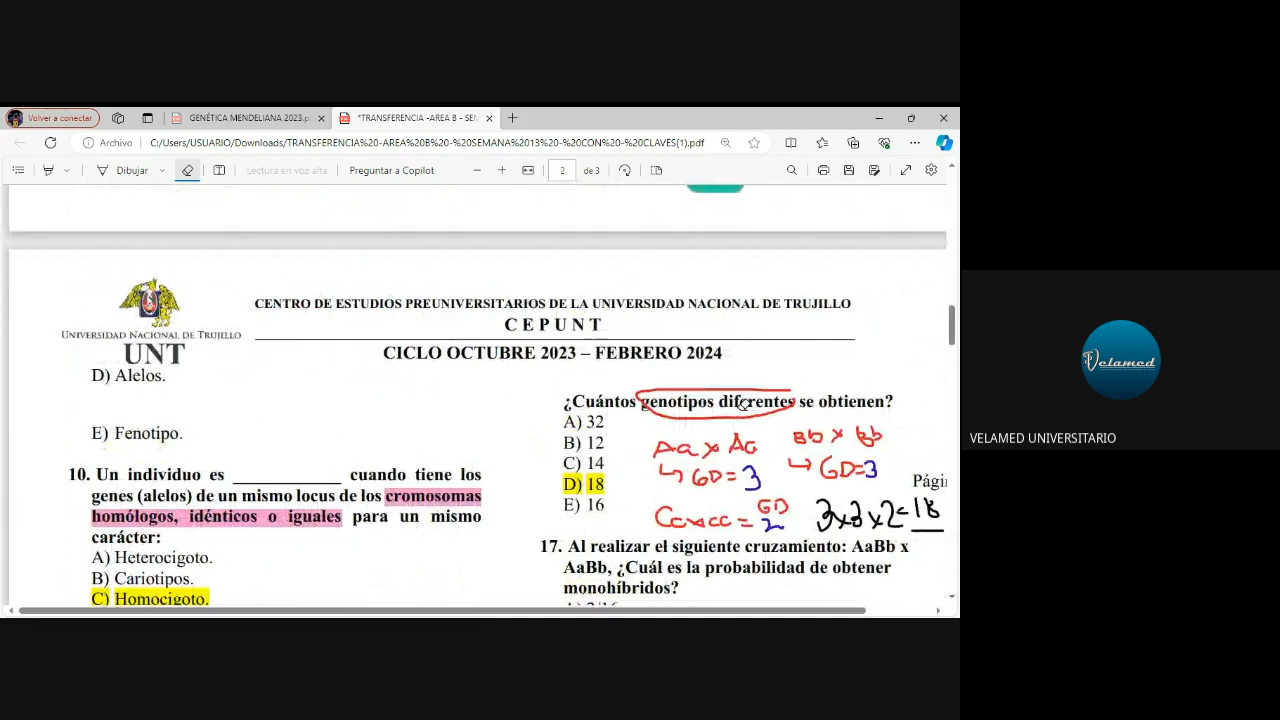 Volver a conectar
GENÉTICA MENDELIANA 2023.p
*TRANSFERENCIA -AREA B - SEM
Archivo
C:/Users/USUARIO/Downloads/TRANSFERENCIA%20-AREA%20B-%20SEMANA%2013%20-%20CON%20-%20CLAVES(1).pdf
Dibujar
Lectura en voz alta
Preguntar a Copilot
2
de 3
UNIVERSIDAD NACIONAL DE TRUJILLO
UNT
CENTRO DE ESTUDIOS PREUNIVERSITARIOS DE LA UNIVERSIDAD NACIONAL DE TRUJILLO
C E P U N T
CICLO OCTUBRE 2023 – FEBRERO 2024
D) Alelos.
E) Fenotipo.
10. Un individuo es ____________ cuando tiene los
genes (alelos) de un mismo locus de los cromosomas
homólogos, idénticos o iguales para un mismo
carácter:
A) Heterocigoto.
B) Cariotipos.
C) Homocigoto.
¿Cuántos genotipos diferentes se obtienen?
A) 32
B) 12
C) 14
D) 18
E) 16
Aa x Aa
↳ GD = 3
Bb x Bb
↳ GD=3
Cc x cc = GD 2
3x3x2=18
Pági
17. Al realizar el siguiente cruzamiento: AaBb x
AaBb, ¿Cuál es la probabilidad de obtener
monohíbridos?
Velamed
VELAMED UNIVERSITARIO